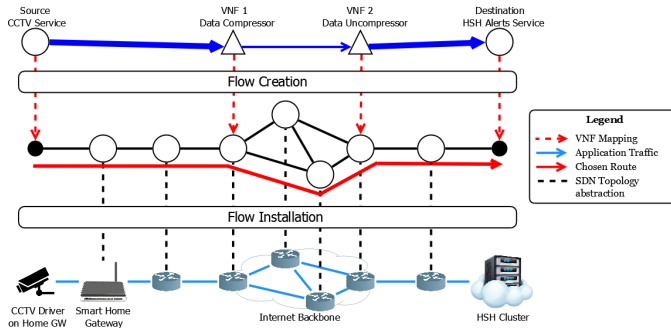 Source
CCTV Service
VNF 1
Data Compressor
VNF 2
Data Uncompressor
Destination
HSH Alerts Service
Flow Creation
Legend
VNF Mapping
Application Traffic
Chosen Route
SDN Topology
abstraction
Flow Installation
CCTV Driver
on Home GW
Smart Home
Gateway
Internet Backbone
HSH Cluster